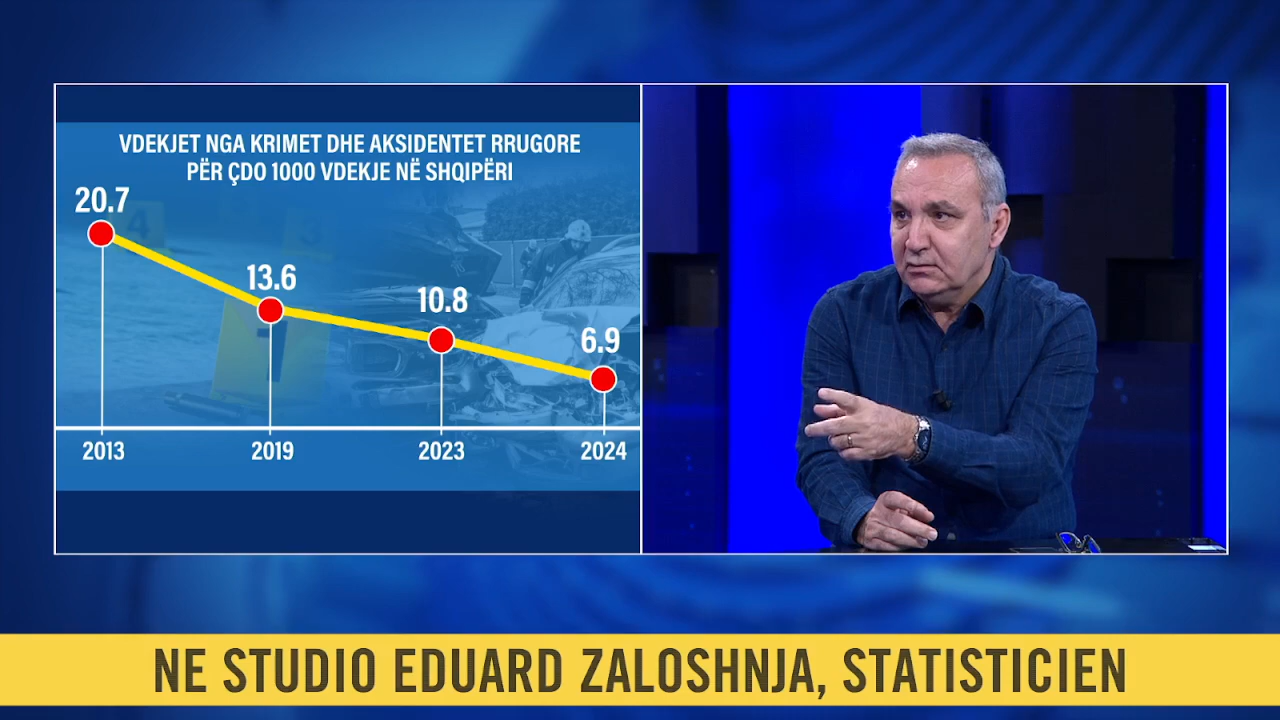 VDEKJET NGA KRIMET DHE AKSIDENTET RRUGORE
PËR ÇDO 1000 VDEKJE NË SHQIPËRI
20.7
13.6
10.8
6.9
2013
2019
2023
2024
NE STUDIO EDUARD ZALOSHNJA, STATISTICIEN